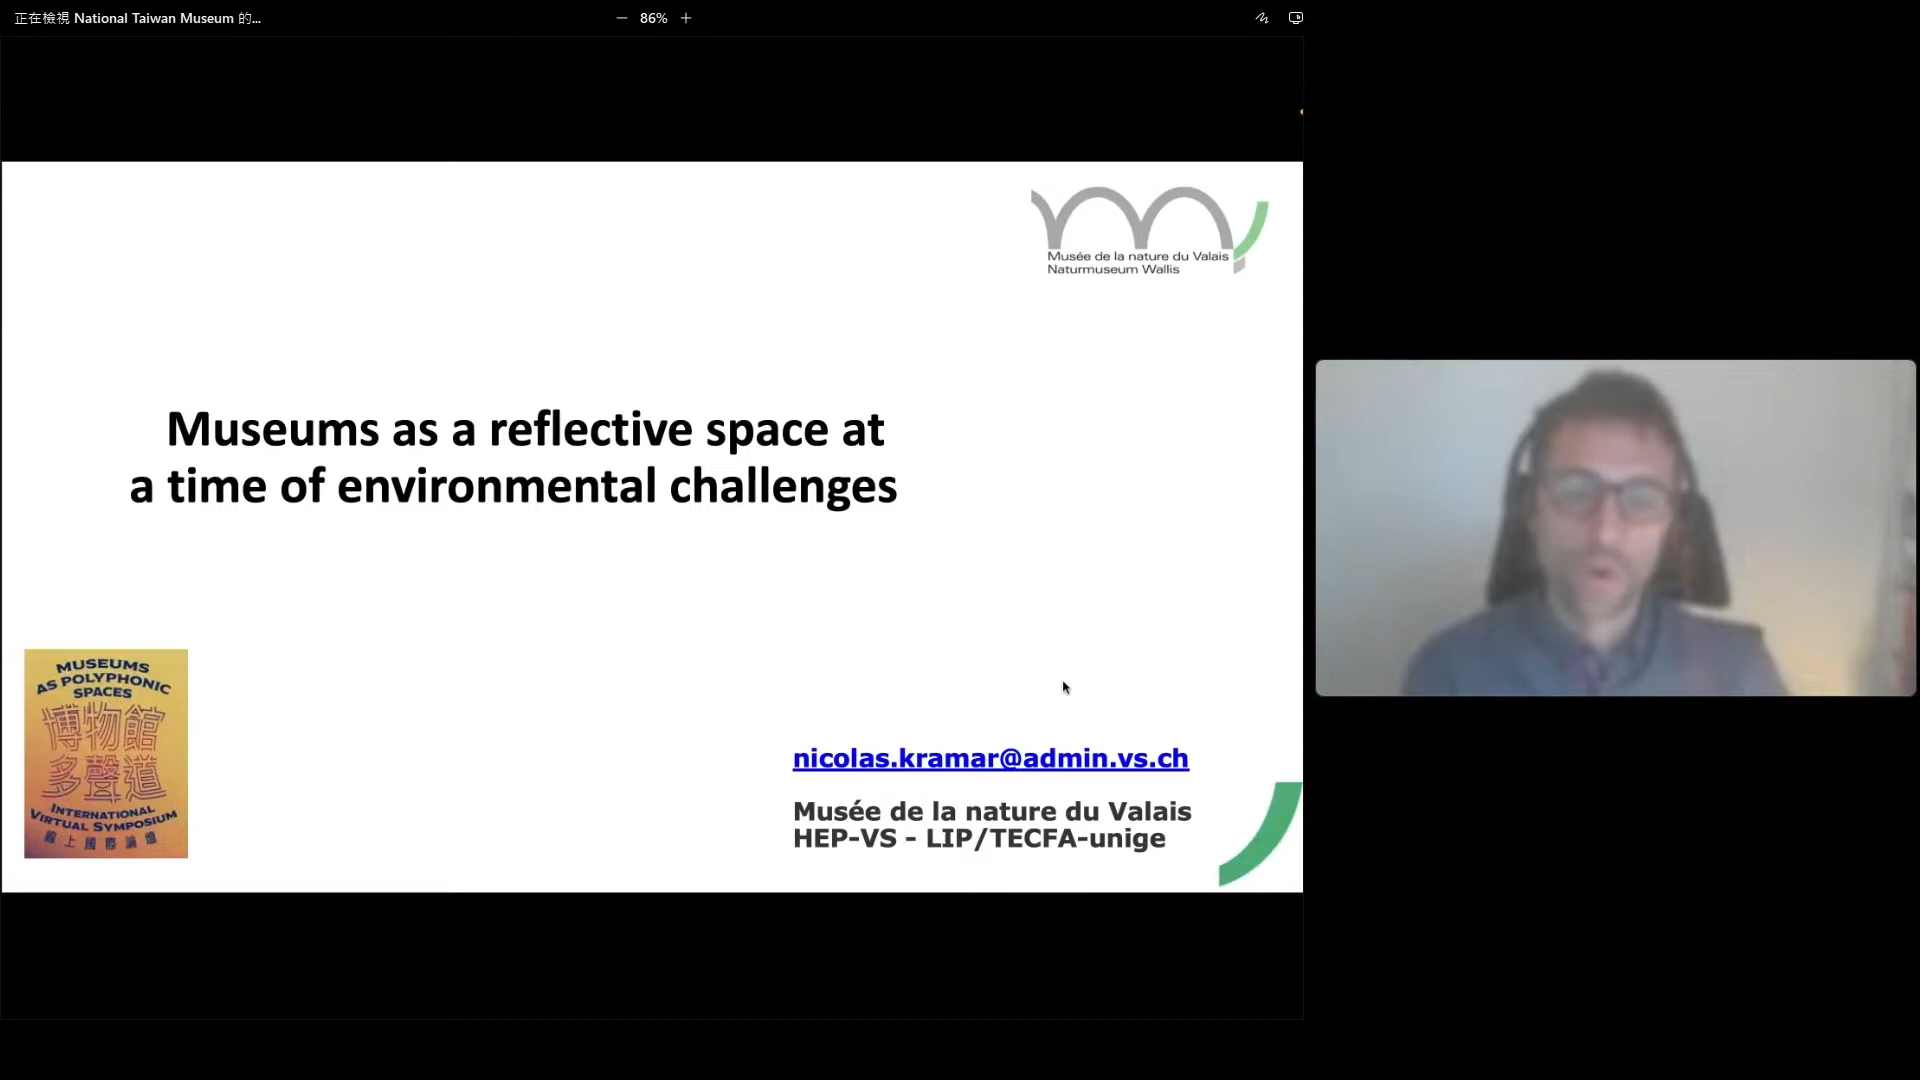 正在檢視 National Taiwan Museum 的...
86%
Musée de la nature du Valais
Naturmuseum Wallis
Museums as a reflective space at
a time of environmental challenges
MUSEUMS
AS POLYPHONIC
SPACES
博物館
多聲道
INTERNATIONAL
VIRTUAL SYMPOSIUM
線上國際論壇
nicolas.kramar@admin.vs.ch
Musée de la nature du Valais
HEP-VS - LIP/TECFA-unige